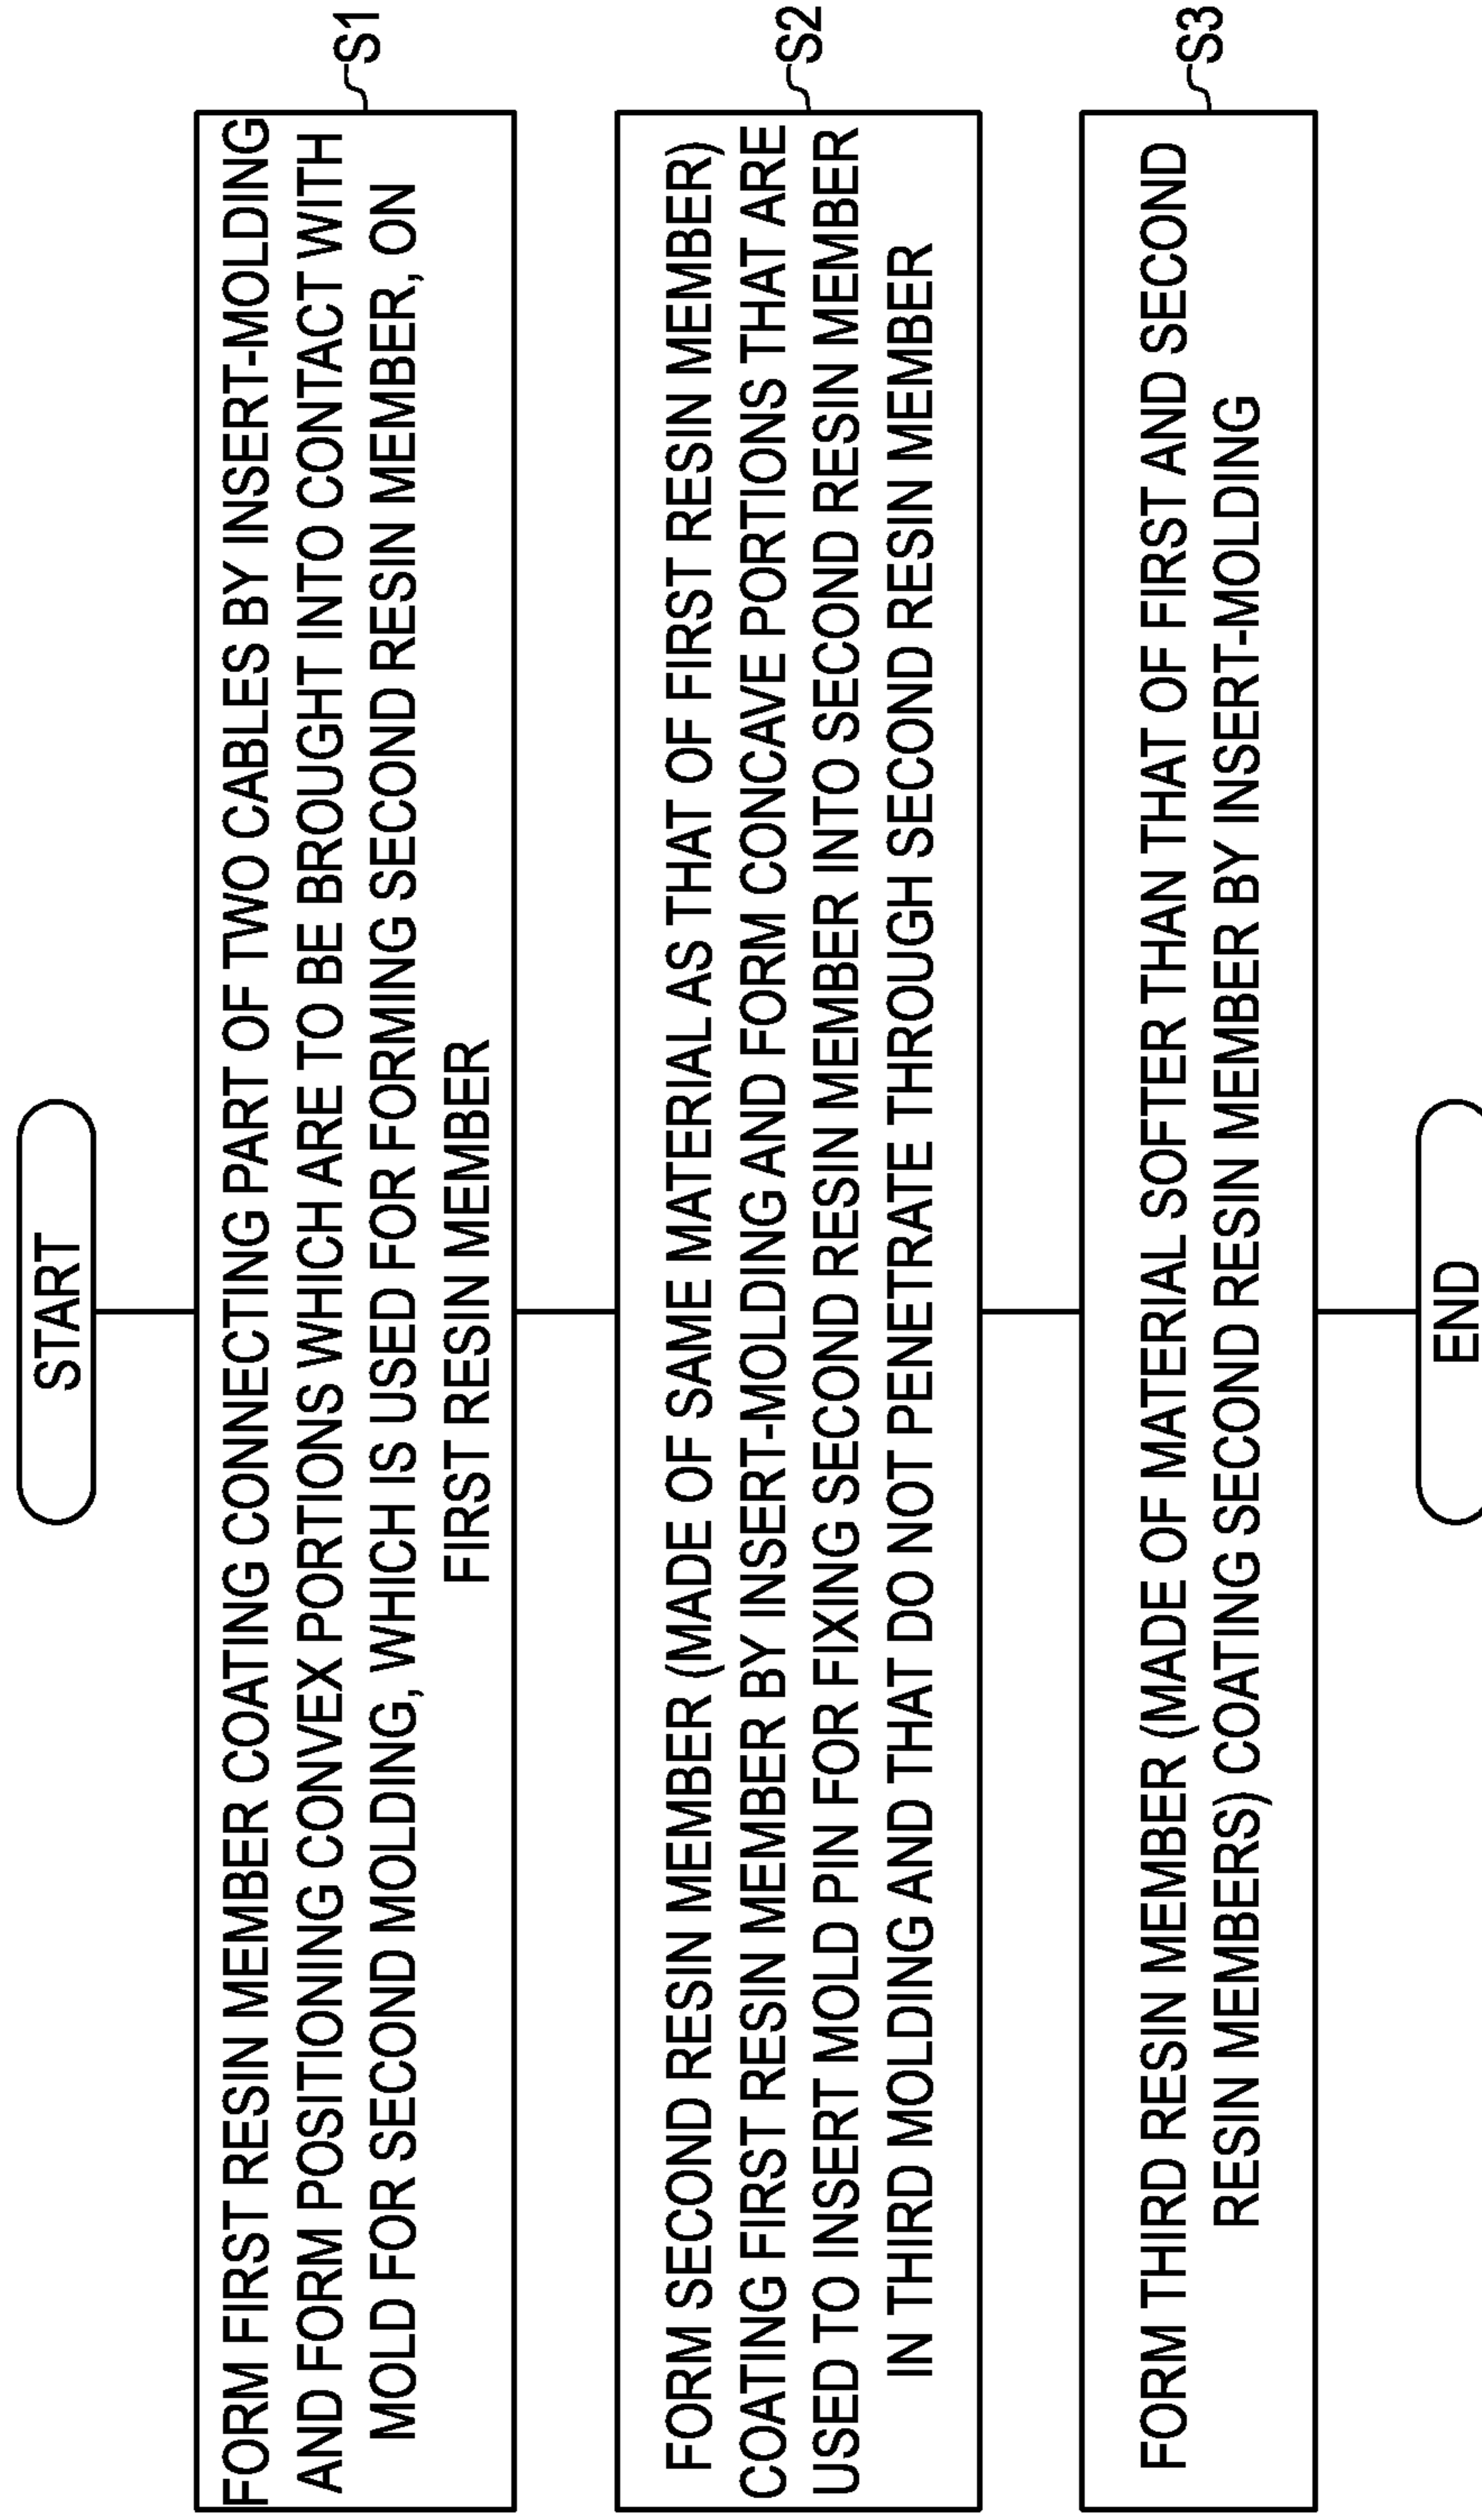 START
FORM FIRST RESIN MEMBER COATING CONNECTING PART OF TWO CABLES BY INSERT-MOLDING
AND FORM POSITIONING CONVEX PORTIONS WHICH ARE TO BE BROUGHT INTO CONTACT WITH
MOLD FOR SECOND MOLDING, WHICH IS USED FOR FORMING SECOND RESIN MEMBER, ON
FIRST RESIN MEMBER
S1
FORM SECOND RESIN MEMBER (MADE OF SAME MATERIAL AS THAT OF FIRST RESIN MEMBER)
COATING FIRST RESIN MEMBER BY INSERT-MOLDING AND FORM CONCAVE PORTIONS THAT ARE
USED TO INSERT MOLD PIN FOR FIXING SECOND RESIN MEMBER INTO SECOND RESIN MEMBER
IN THIRD MOLDING AND THAT DO NOT PENETRATE THROUGH SECOND RESIN MEMBER
S2
FORM THIRD RESIN MEMBER (MADE OF MATERIAL SOFTER THAN THAT OF FIRST AND SECOND
RESIN MEMBERS) COATING SECOND RESIN MEMBER BY INSERT-MOLDING
S3
END